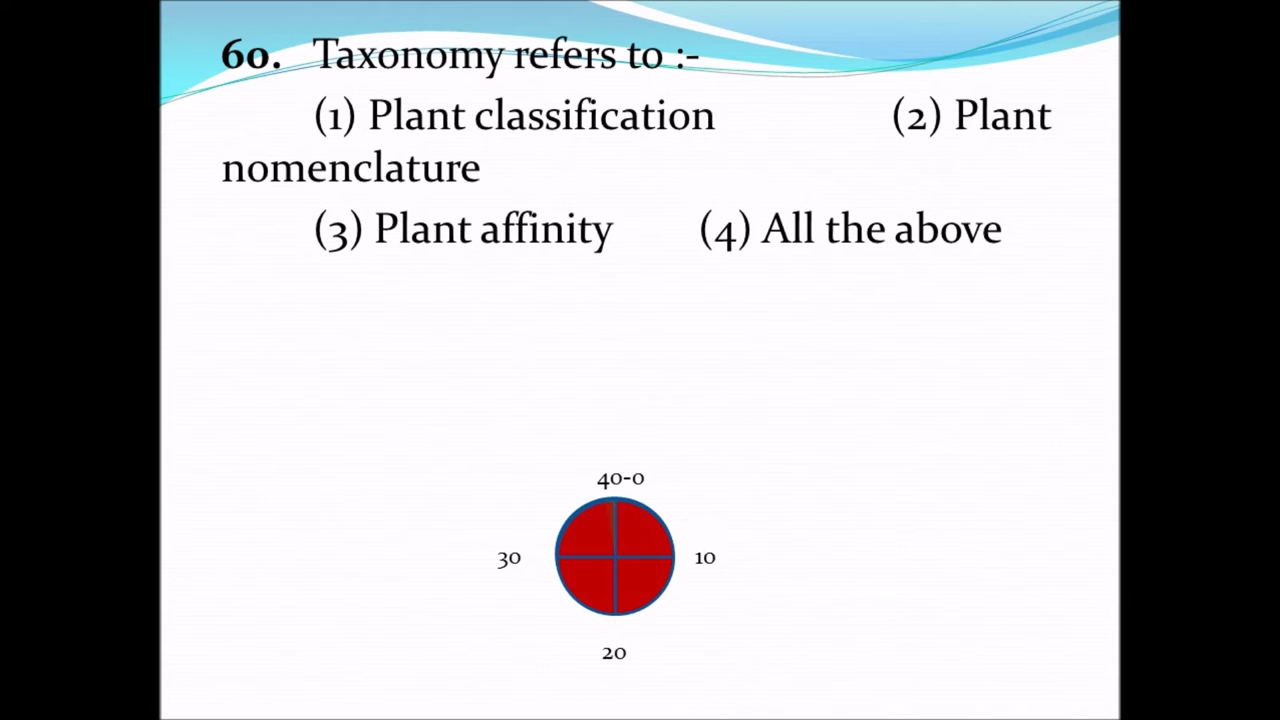 60. Taxonomy refers to :-
(1) Plant classification (2) Plant
nomenclature
(3) Plant affinity (4) All the above
40-0
30 10
20